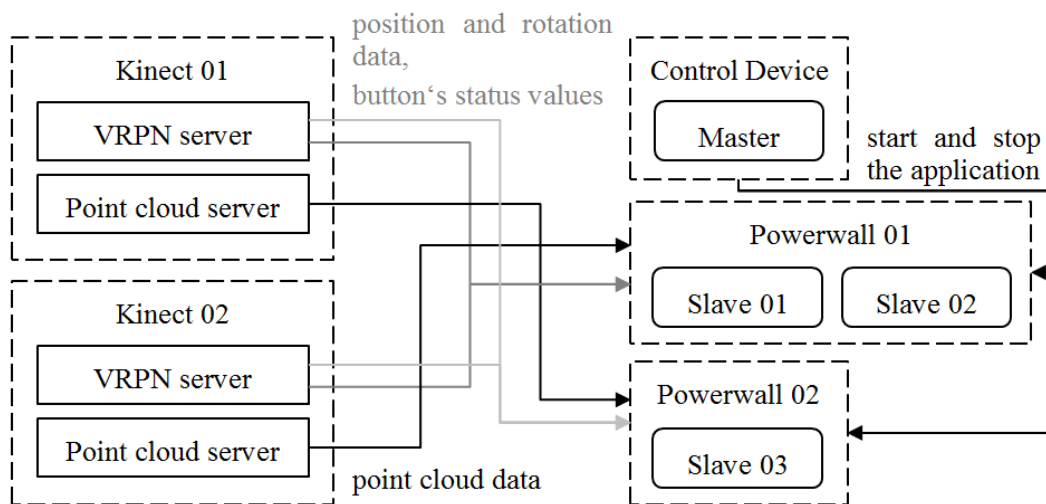 position and rotation
data,
button‘s status values
Kinect 01
VRPN server
Point cloud server
Kinect 02
VRPN server
Point cloud server
point cloud data
Control Device
Master
start and stop
the application
Powerwall 01
Slave 01
Slave 02
Powerwall 02
Slave 03